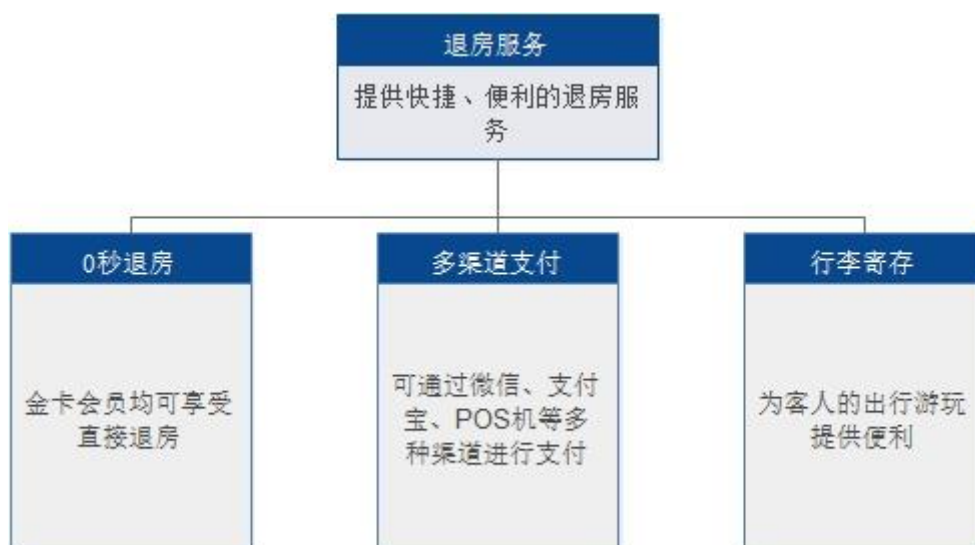 退房服务
提供快捷、便利的退房服
务
0秒退房
多渠道支付
行李寄存
金卡会员均可享受
直接退房
可通过微信、支付
宝、POS机等多
种渠道进行支付
为客人的出行游玩
提供便利